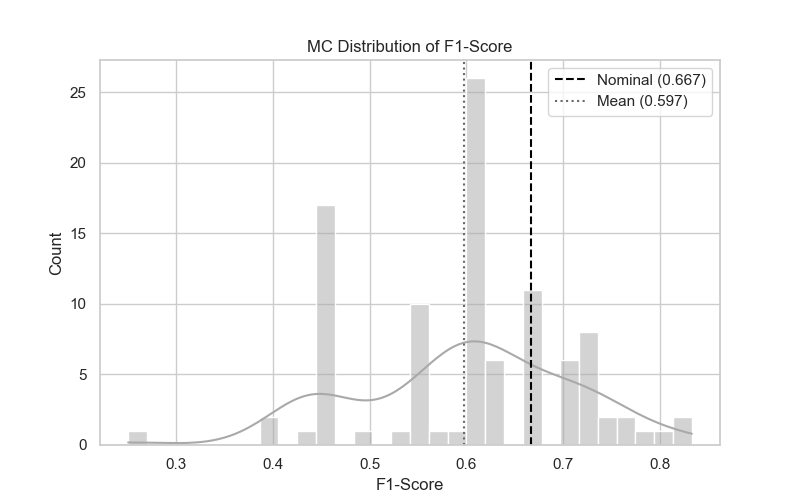 MC Distribution of F1-Score
Nominal (0.667)
Mean (0.597)
Count
25
20
15
10
5
0
0.3 0.4 0.5 0.6 0.7 0.8
F1-Score